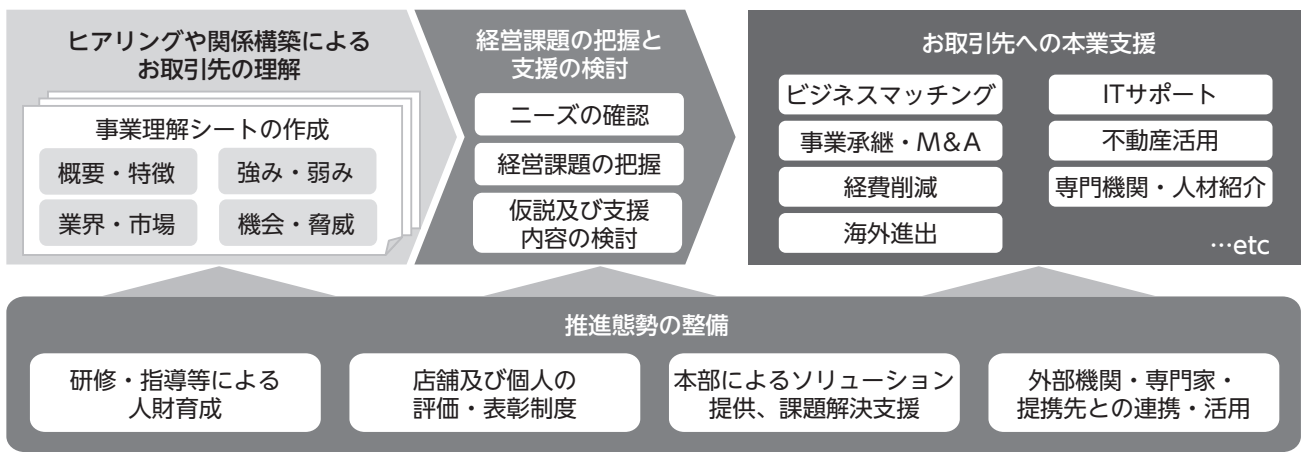 ヒアリングや関係構築による
お取引先の理解
事業理解シートの作成
概要・特徴
強み・弱み
業界・市場
機会・脅威
経営課題の把握と
支援の検討
ニーズの確認
経営課題の把握
仮説及び支援
内容の検討
お取引先への本業支援
ビジネスマッチング
ITサポート
事業承継・M&A
不動産活用
経費削減
専門機関・人材紹介
海外進出
…etc
推進態勢の整備
研修・指導等による
人財育成
店舗及び個人の
評価・表彰制度
本部によるソリューション
提供、課題解決支援
外部機関・専門家・
提携先との連携・活用